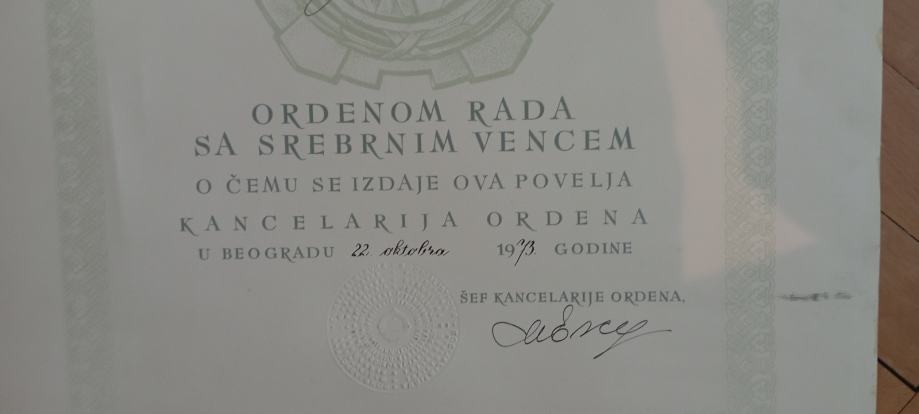 ORDENOM RADA
SA SREBRNIM VENCEM
O ČEMU SE IZDAJE OVA POVELJA
KANCELARIJA ORDENA
U BEOGRADU 22. oktobra 1973. GODINE
ŠEF KANCELARIJE ORDENA,